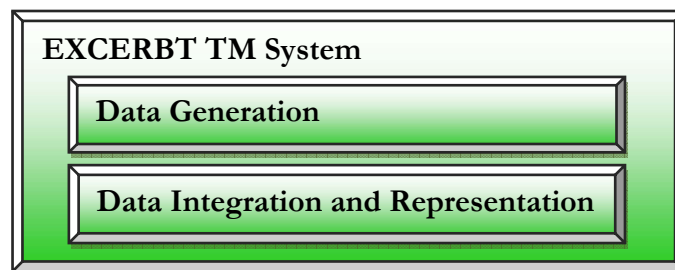 EXCERBT TM System
Data Generation
Data Integration and Representation